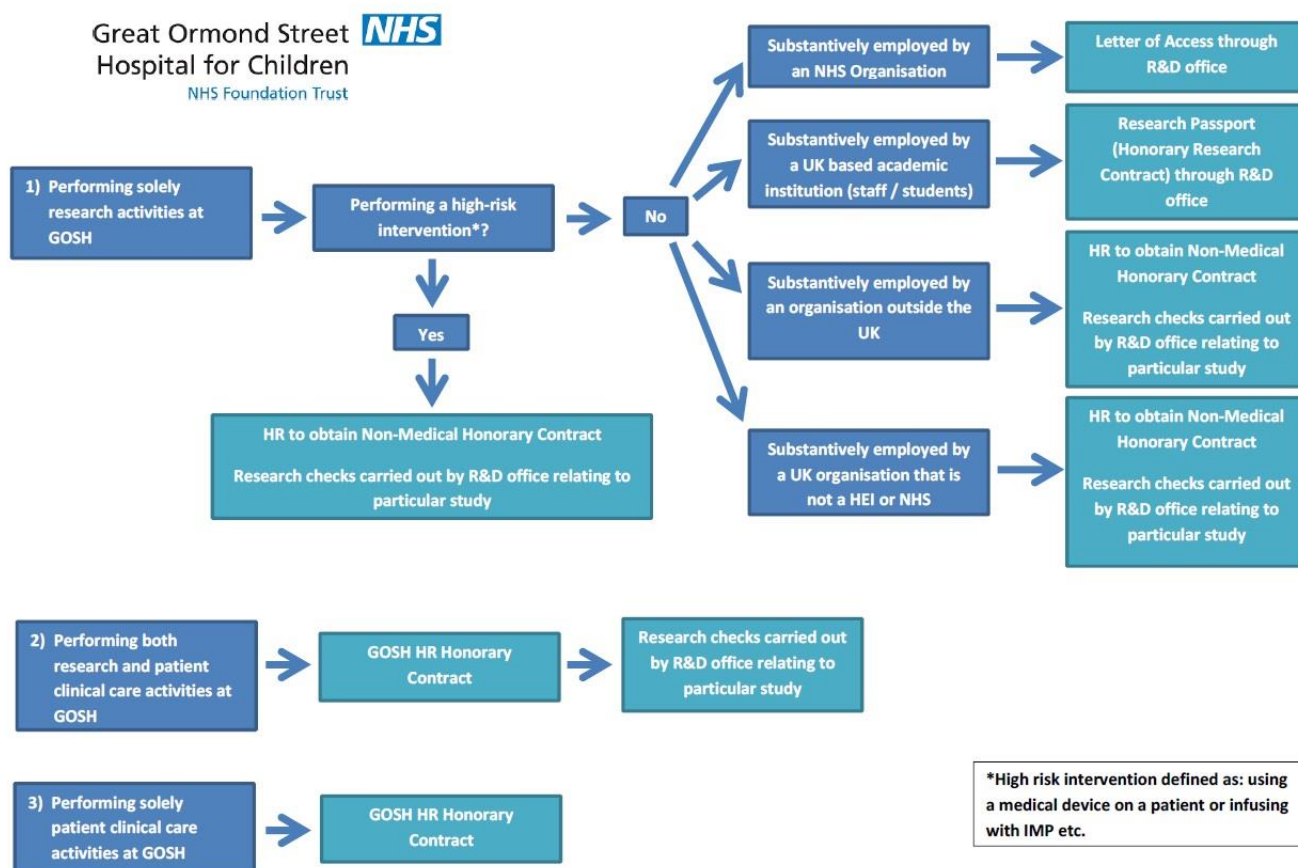 Great Ormond Street NHS
Hospital for Children
NHS Foundation Trust
1) Performing solely
research activities at
GOSH
Performing a high-risk
intervention*?
No
Yes
HR to obtain Non-Medical Honorary Contract
Research checks carried out by R&D office relating to
particular study
Substantively employed by
an NHS Organisation
Letter of Access through
R&D office
Substantively employed by
a UK based academic
institution (staff / students)
Research Passport
(Honorary Research
Contract) through R&D
office
Substantively employed by
an organisation outside the
UK
HR to obtain Non-Medical
Honorary Contract
Research checks carried out
by R&D office relating to
particular study
Substantively employed by
a UK organisation that is
not a HEI or NHS
HR to obtain Non-Medical
Honorary Contract
Research checks carried out
by R&D office relating to
particular study
2) Performing both
research and patient
clinical care activities at
GOSH
GOSH HR Honorary
Contract
Research checks carried out
by R&D office relating to
particular study
3) Performing solely
patient clinical care
activities at GOSH
GOSH HR Honorary
Contract
*High risk intervention defined as: using
a medical device on a patient or infusing
with IMP etc.